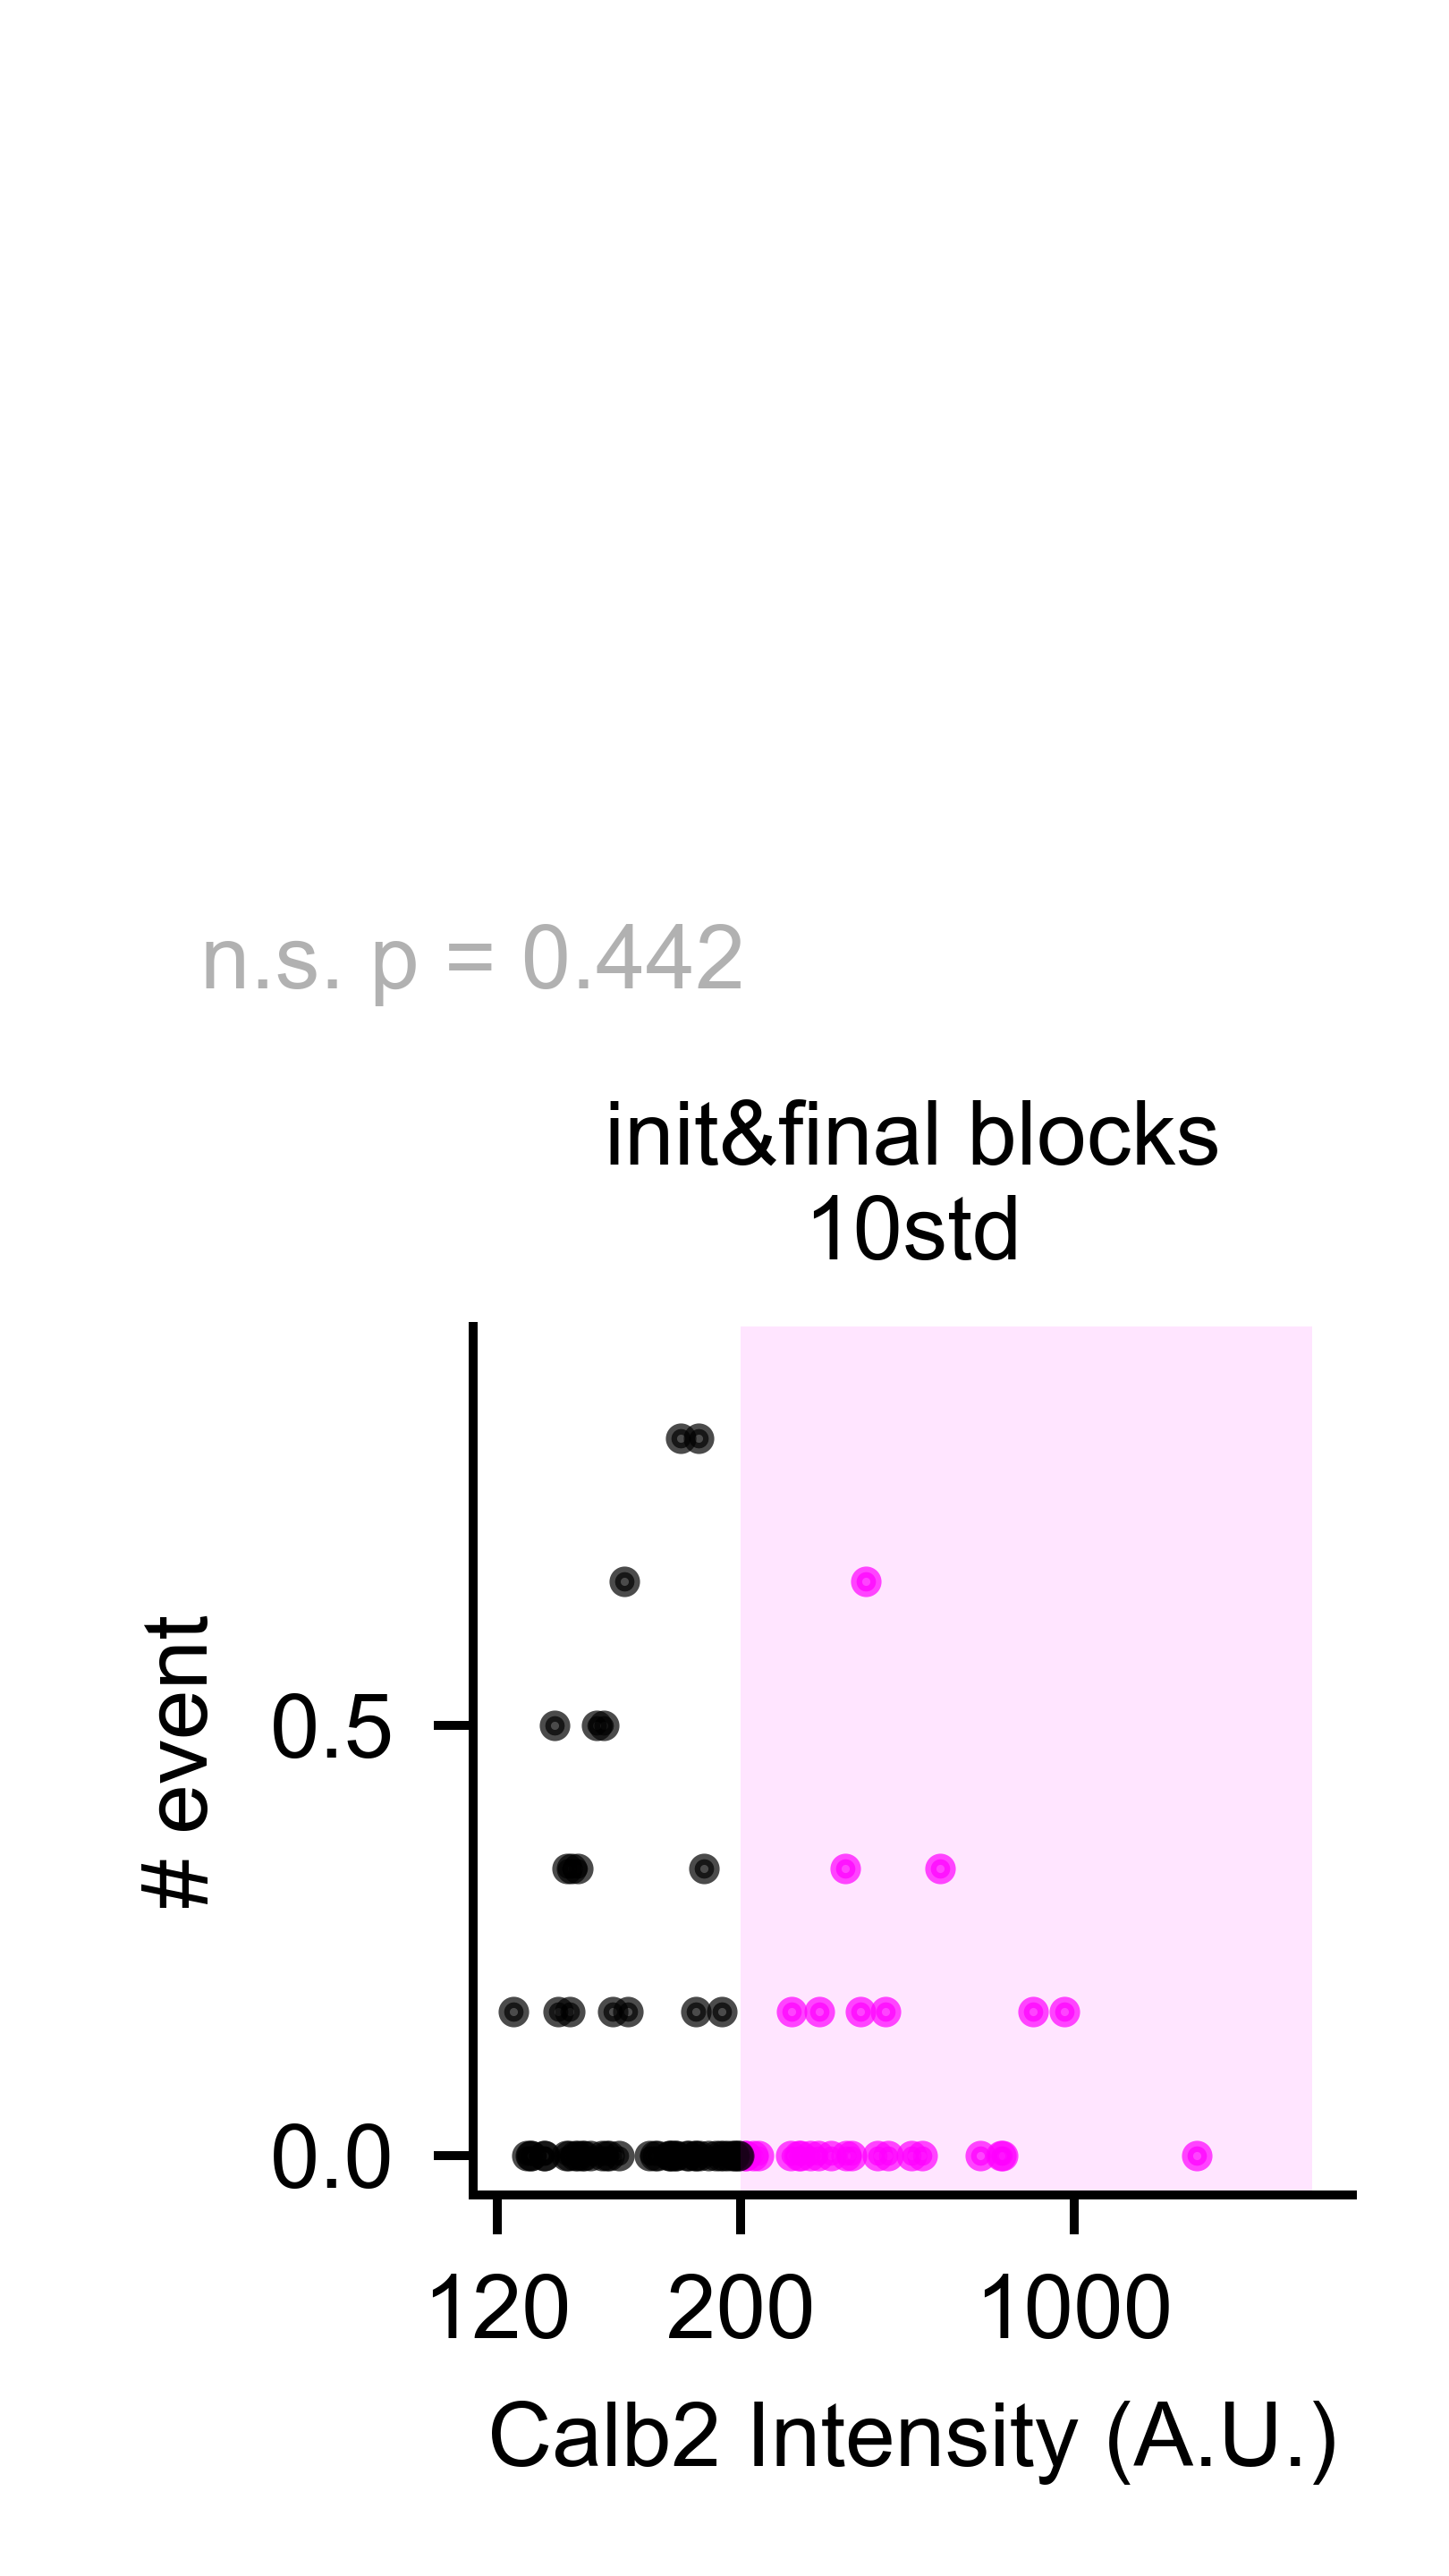 n.s. p = 0.442
init&final blocks
10std
# event
0.5
0.0
120 200 1000
Calb2 Intensity (A.U.)